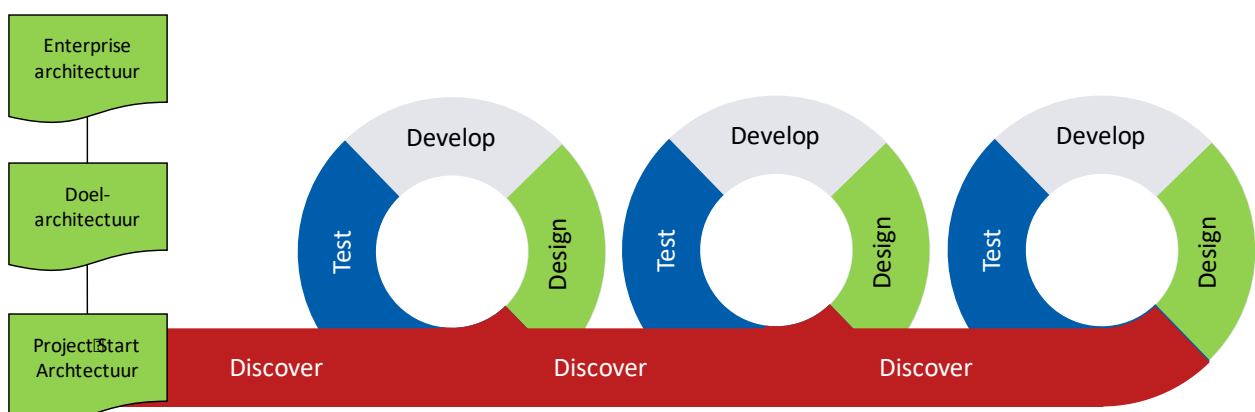 Enterprise
architectuur
Doel-
architectuur
Project Start
Archtectuur
Develop
Test
Design
Discover
Develop
Test
Design
Discover
Develop
Test
Design
Discover